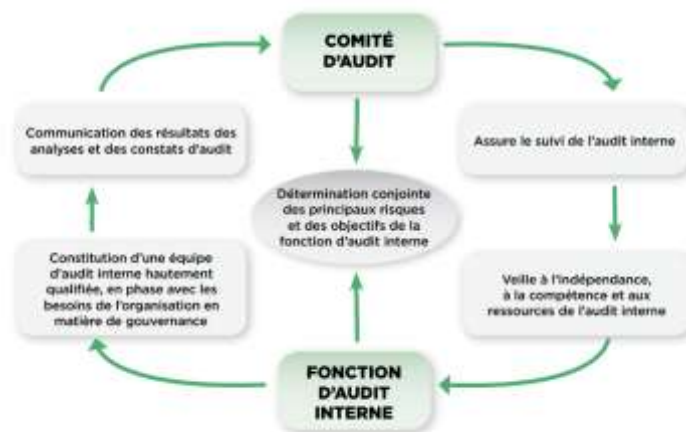 COMITÉ
D'AUDIT
Communication des résultats des
analyses et des constats d'audit
Assure le suivi de l'audit interne
Détermination conjointe
des principaux risques
et des objectifs de la
fonction d'audit interne
Constitution d'une équipe
d'audit interne hautement
qualifiée, en phase avec les
besoins de l'organisation en
matière de gouvernance
Veille à l'indépendance,
à la compétence et aux
ressources de l'audit interne
FONCTION
D'AUDIT
INTERNE